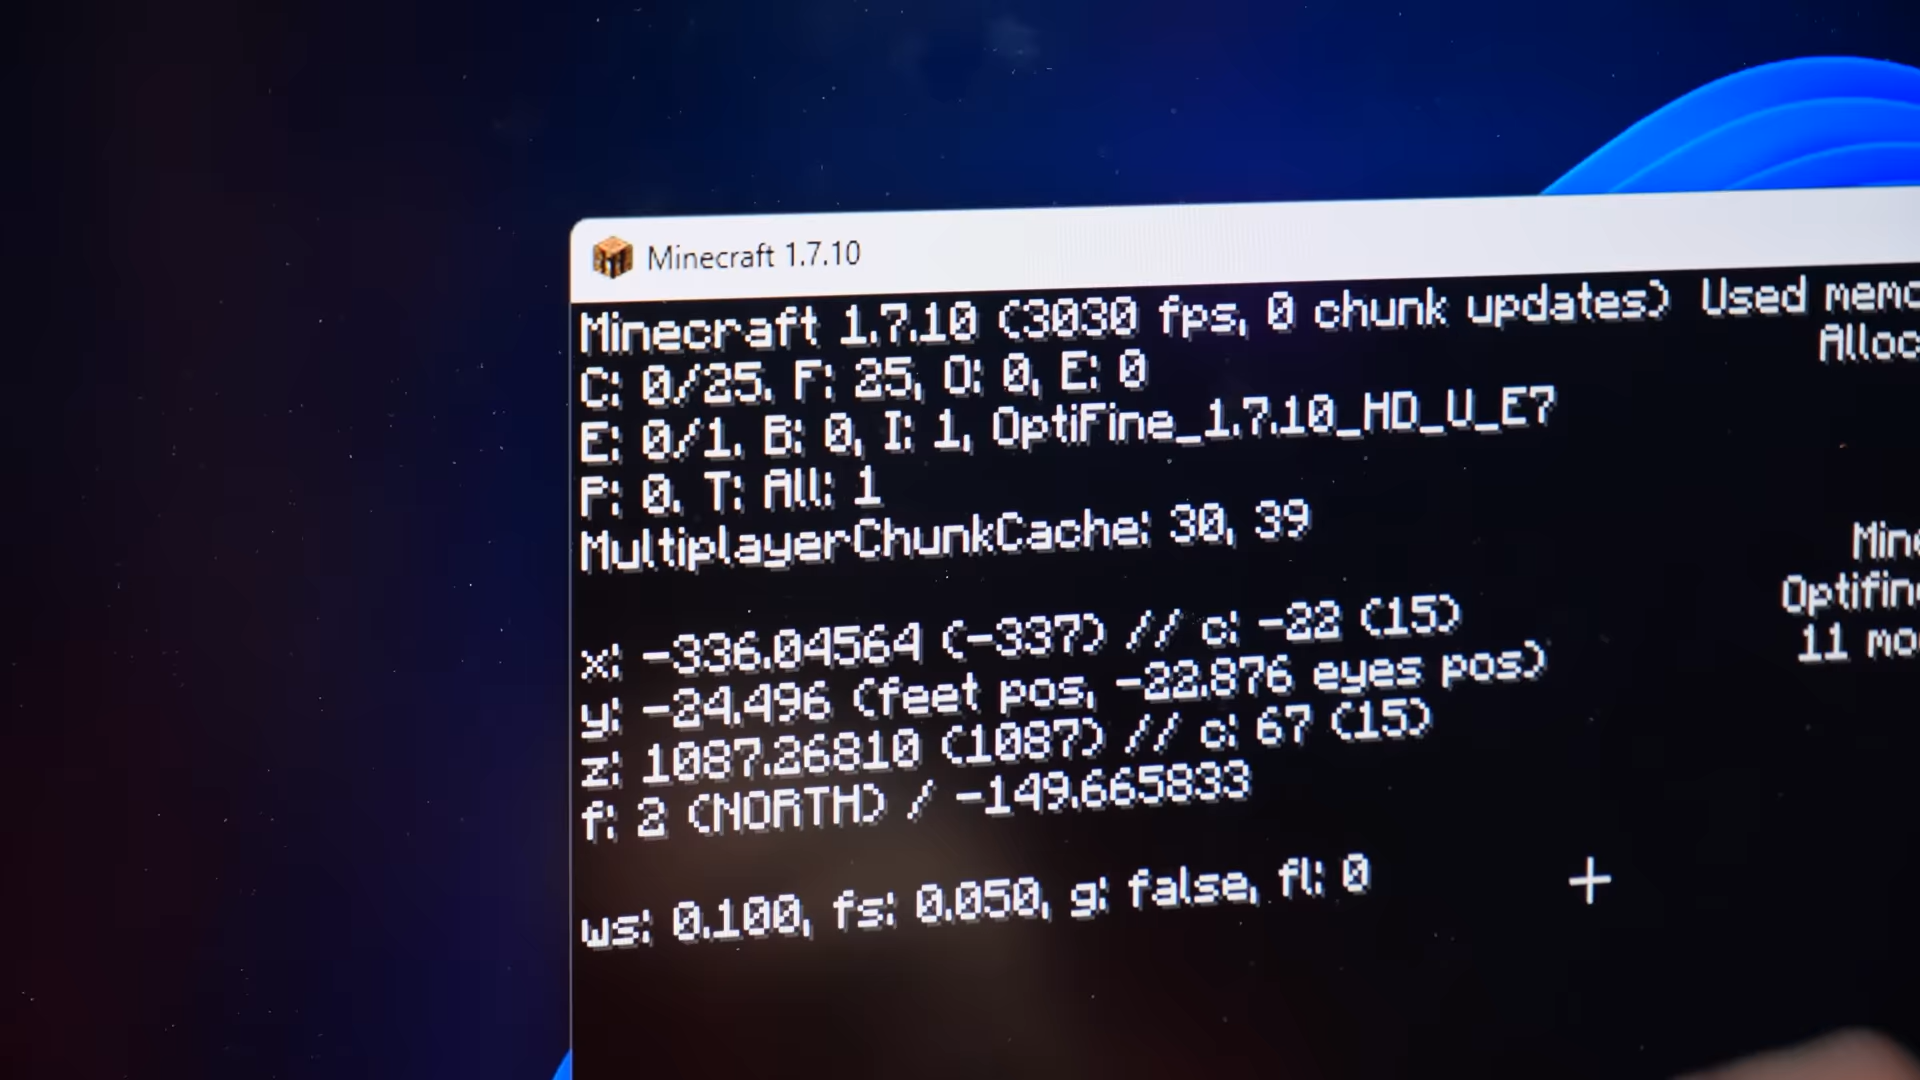 Minecraft 1.7.10
Minecraft 1.7.10 (3030 fps, 0 chunk updates) Used
C: 0/25. F: 25, O: 0, E: 0
E: 0/1. B: 0, I: 1, OptiFine_1.7.10_HD_U_E7
P: 0. T: All: 1
MultiplayerChunkCache: 30, 39
x: -336.04564 (-337) // c: -22 (15)
y: -24.496 (feet pos, -22.876 eyes pos)
z: 1087.26810 (1087) // c: 67 (15)
11
f: 2 (NORTH) / -149.665833
ws: 0.100, fs: 0.050, g: false, fl: 0